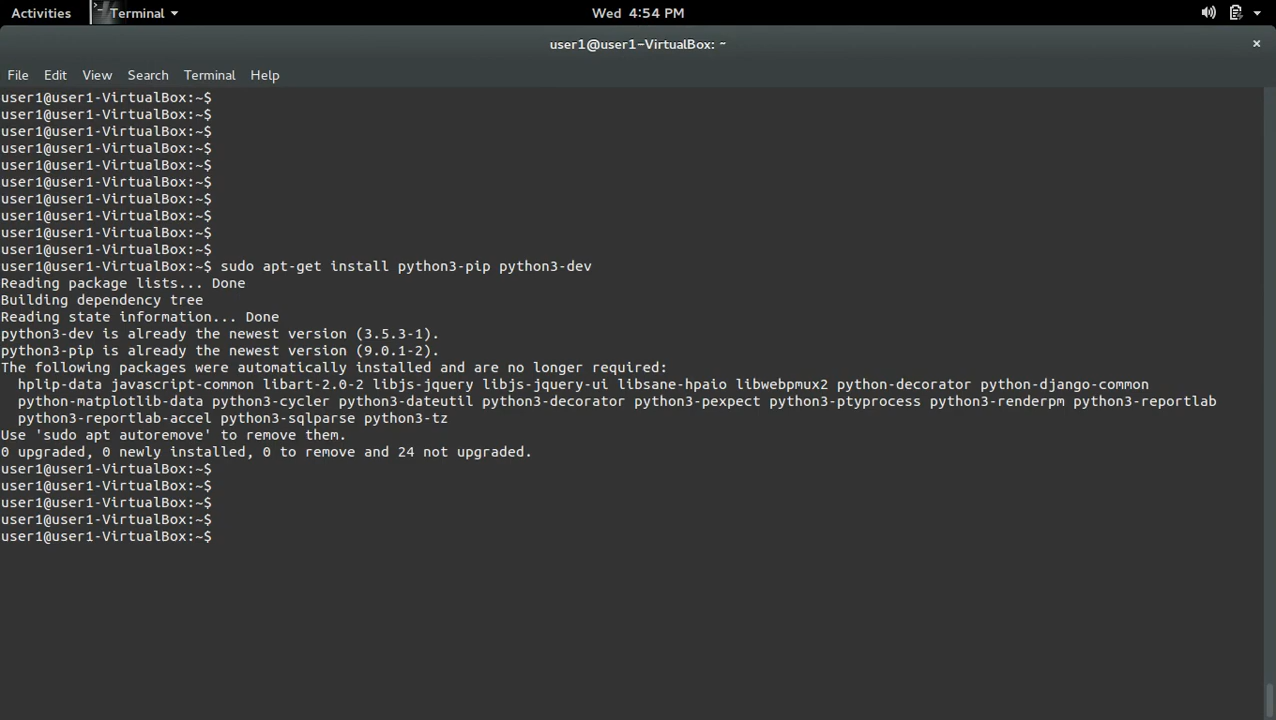 Activities Terminal Wed 4:54 PM
user1@user1-VirtualBox: ~
File Edit View Search Terminal Help
user1@user1-VirtualBox:~$
user1@user1-VirtualBox:~$
user1@user1-VirtualBox:~$
user1@user1-VirtualBox:~$
user1@user1-VirtualBox:~$
user1@user1-VirtualBox:~$
user1@user1-VirtualBox:~$
user1@user1-VirtualBox:~$
user1@user1-VirtualBox:~$
user1@user1-VirtualBox:~$
user1@user1-VirtualBox:~$ sudo apt-get install python3-pip python3-dev
Reading package lists... Done
Building dependency tree
Reading state information... Done
python3-dev is already the newest version (3.5.3-1).
python3-pip is already the newest version (9.0.1-2).
The following packages were automatically installed and are no longer required:
  hplip-data javascript-common libart-2.0-2 libjs-jquery libjs-jquery-ui libsane-hpaio libwebpmux2 python-decorator python-django-common
  python-matplotlib-data python3-cycler python3-dateutil python3-decorator python3-pexpect python3-ptyprocess python3-renderpm python3-reportlab
  python3-reportlab-accel python3-sqlparse python3-tz
Use 'sudo apt autoremove' to remove them.
0 upgraded, 0 newly installed, 0 to remove and 24 not upgraded.
user1@user1-VirtualBox:~$
user1@user1-VirtualBox:~$
user1@user1-VirtualBox:~$
user1@user1-VirtualBox:~$
user1@user1-VirtualBox:~$